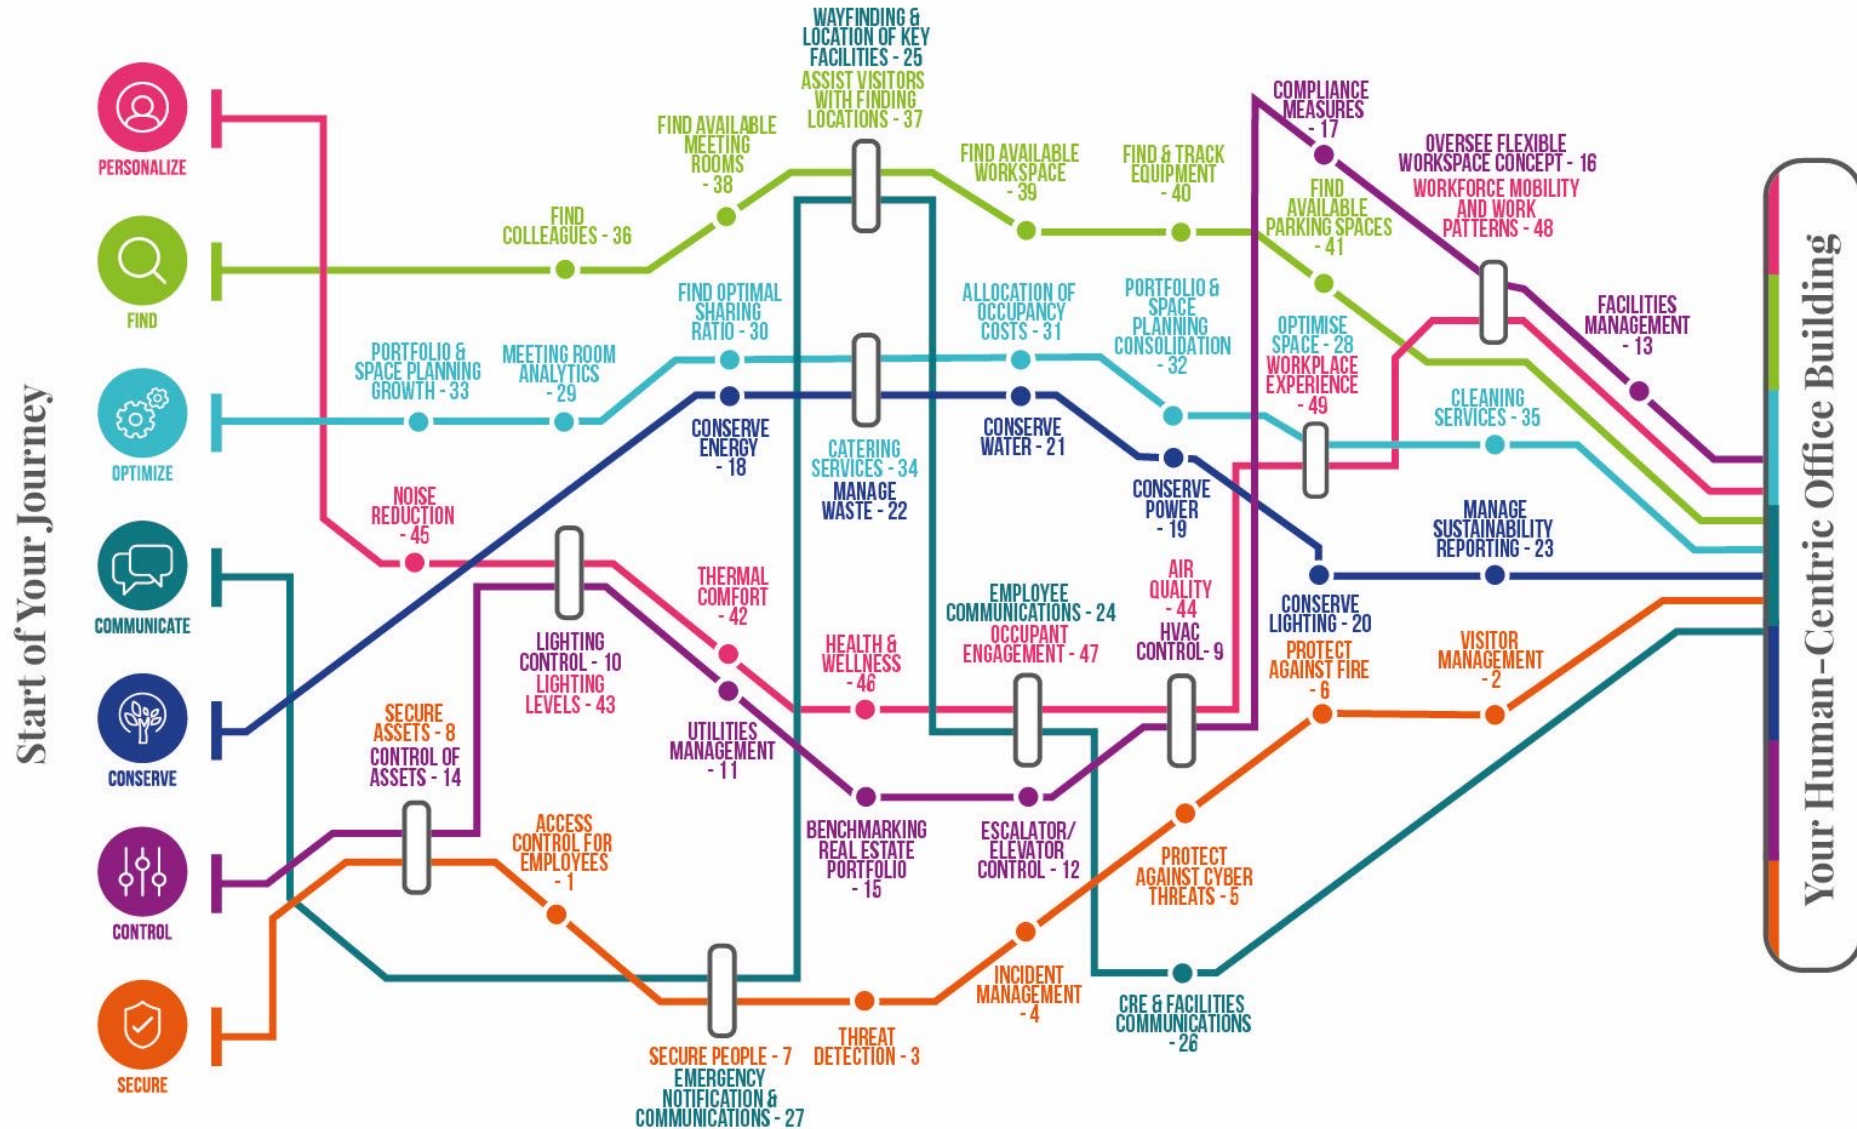 Start of Your Journey
PERSONALIZE
FIND
OPTIMIZE
COMMUNICATE
CONSERVE
CONTROL
SECURE
WAYFINDING &
LOCATION OF KEY
FACILITIES - 25
ASSIST VISITORS
WITH FINDING
LOCATIONS - 37
FIND AVAILABLE
MEETING
ROOMS
- 38
FIND
COLLEAGUES - 36
FIND AVAILABLE
WORKSPACE
- 39
FIND & TRACK
EQUIPMENT
- 40
COMPLIANCE
MEASURES
- 17
FIND
AVAILABLE
PARKING SPACES
- 41
OVERSEE FLEXIBLE
WORKSPACE CONCEPT - 16
WORKFORCE MOBILITY
AND WORK
PATTERNS - 48
FACILITIES
MANAGEMENT
- 13
PORTFOLIO &
SPACE PLANNING
GROWTH - 33
MEETING ROOM
ANALYTICS
- 29
FIND OPTIMAL
SHARING
RATIO - 30
ALLOCATION OF
OCCUPANCY
COSTS - 31
PORTFOLIO &
SPACE
PLANNING
CONSOLIDATION
- 32
OPTIMISE
SPACE - 28
WORKPLACE
EXPERIENCE
- 49
CLEANING
SERVICES - 35
CONSERVE
ENERGY
- 18
CATERING
SERVICES - 34
MANAGE
WASTE - 22
CONSERVE
WATER - 21
CONSERVE
POWER
- 19
MANAGE
SUSTAINABILITY
REPORTING - 23
NOISE
REDUCTION
- 45
LIGHTING
CONTROL - 10
LIGHTING
LEVELS - 43
THERMAL
COMFORT
- 42
HEALTH &
WELLNESS
- 46
EMPLOYEE
COMMUNICATIONS - 24
OCCUPANT
ENGAGEMENT - 47
AIR
QUALITY
- 44
HVAC
CONTROL- 9
CONSERVE
LIGHTING - 20
PROTECT
AGAINST FIRE
- 6
VISITOR
MANAGEMENT
- 2
SECURE
ASSETS - 8
CONTROL OF
ASSETS - 14
UTILITIES
MANAGEMENT
- 11
ACCESS
CONTROL FOR
EMPLOYEES
- 1
BENCHMARKING
REAL ESTATE
PORTFOLIO
- 15
ESCALATOR/
ELEVATOR
CONTROL - 12
PROTECT
AGAINST CYBER
THREATS - 5
INCIDENT
MANAGEMENT
- 4
CRE & FACILITIES
COMMUNICATIONS
- 26
SECURE PEOPLE - 7
EMERGENCY
NOTIFICATION &
COMMUNICATIONS - 27
THREAT
DETECTION - 3
Your Human-Centric Office Building